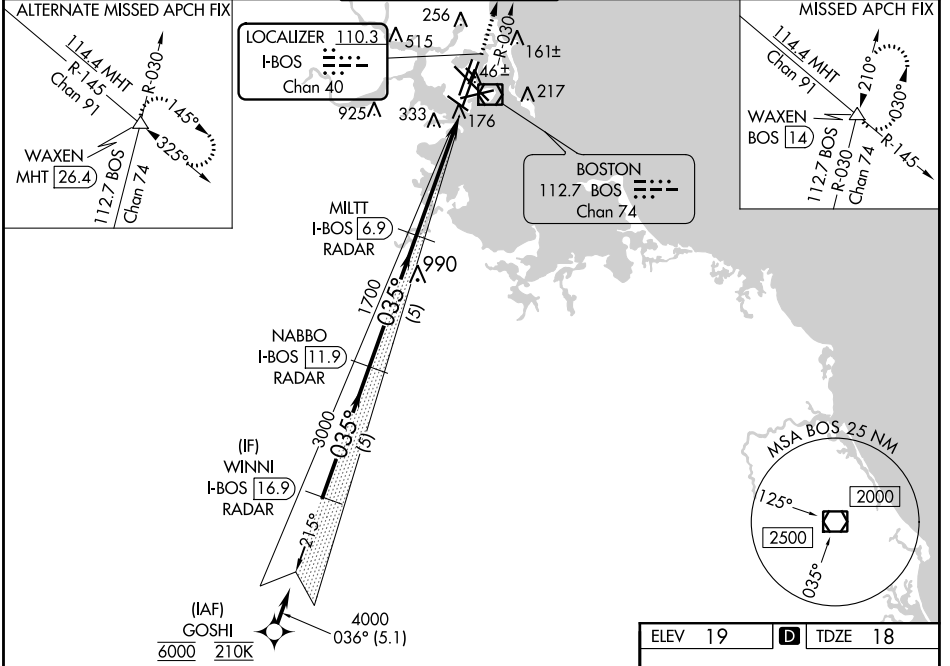 ALTERNATE MISSED APCH FIX
114.4 MHT
Chan 91
R-145
R-030
145°
325°
WAXEN
MHT 26.4
112.7 BOS
Chan 74
LOCALIZER 110.3
I-BOS
Chan 40
256
515
R-030
161±
46±
217
925
333
176
MISSED APCH FIX
114.4 MHT
Chan 91
210°
030°
WAXEN
BOS 14
R-145
112.7 BOS
R-030
Chan 74
BOSTON
112.7 BOS
Chan 74
MILTT
I-BOS 6.9
RADAR
990
1700
035°
(5)
NABBO
I-BOS 11.9
RADAR
3000
035°
(5)
(IF)
WINNI
I-BOS 16.9
RADAR
215°
(IAF)
GOSHI
6000 210K
4000
036° (5.1)
MSA BOS 25 NM
125°
2000
2500
035°
ELEV 19 D TDZE 18